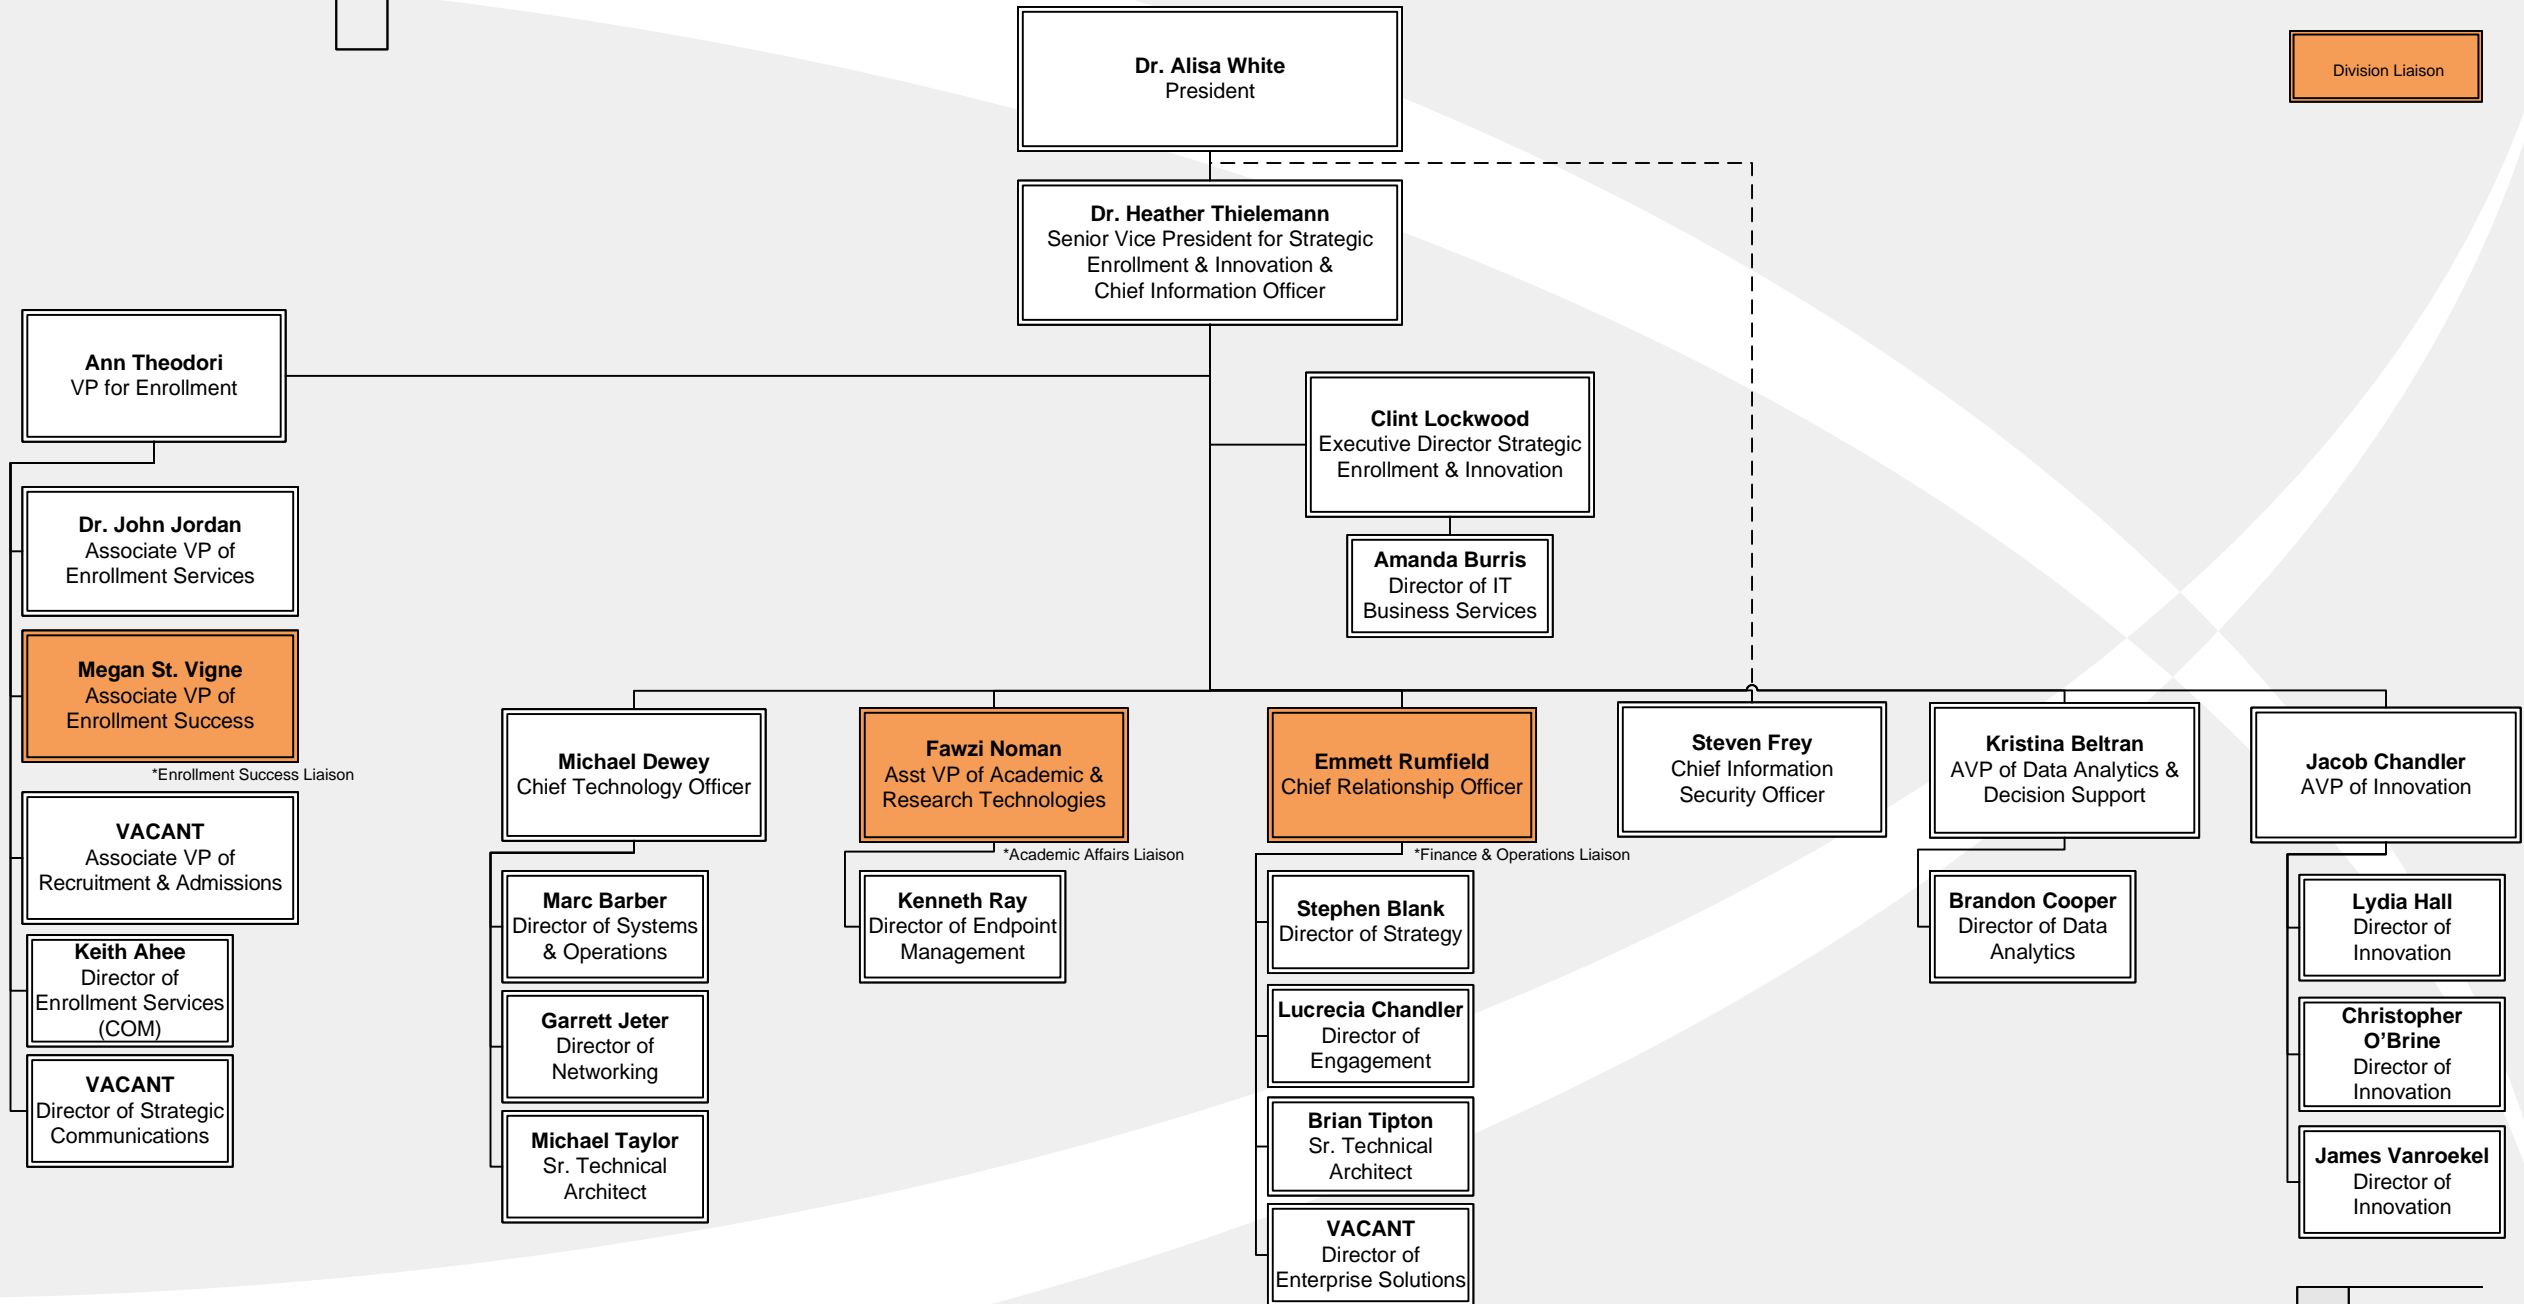 Dr. Alisa White
President
Division Liaison
Dr. Heather Thielemann
Senior Vice President for Strategic
Enrollment & Innovation &
Chief Information Officer
Ann Theodori
VP for Enrollment
Clint Lockwood
Executive Director Strategic
Enrollment & Innovation
Amanda Burris
Director of IT
Business Services
Dr. John Jordan
Associate VP of
Enrollment Services
Megan St. Vigne
Associate VP of
Enrollment Success
*Enrollment Success Liaison
VACANT
Associate VP of
Recruitment & Admissions
Keith Ahee
Director of
Enrollment Services
(COM)
VACANT
Director of Strategic
Communications
Michael Dewey
Chief Technology Officer
Marc Barber
Director of Systems
& Operations
Garrett Jeter
Director of
Networking
Michael Taylor
Sr. Technical
Architect
Fawzi Noman
Asst VP of Academic &
Research Technologies
*Academic Affairs Liaison
Kenneth Ray
Director of Endpoint
Management
Emmett Rumfield
Chief Relationship Officer
*Finance & Operations Liaison
Stephen Blank
Director of Strategy
Lucrecia Chandler
Director of
Engagement
Brian Tipton
Sr. Technical
Architect
VACANT
Director of
Enterprise Solutions
Steven Frey
Chief Information
Security Officer
Kristina Beltran
AVP of Data Analytics &
Decision Support
Brandon Cooper
Director of Data
Analytics
Jacob Chandler
AVP of Innovation
Lydia Hall
Director of
Innovation
Christopher
O’Brine
Director of
Innovation
James Vanroekel
Director of
Innovation